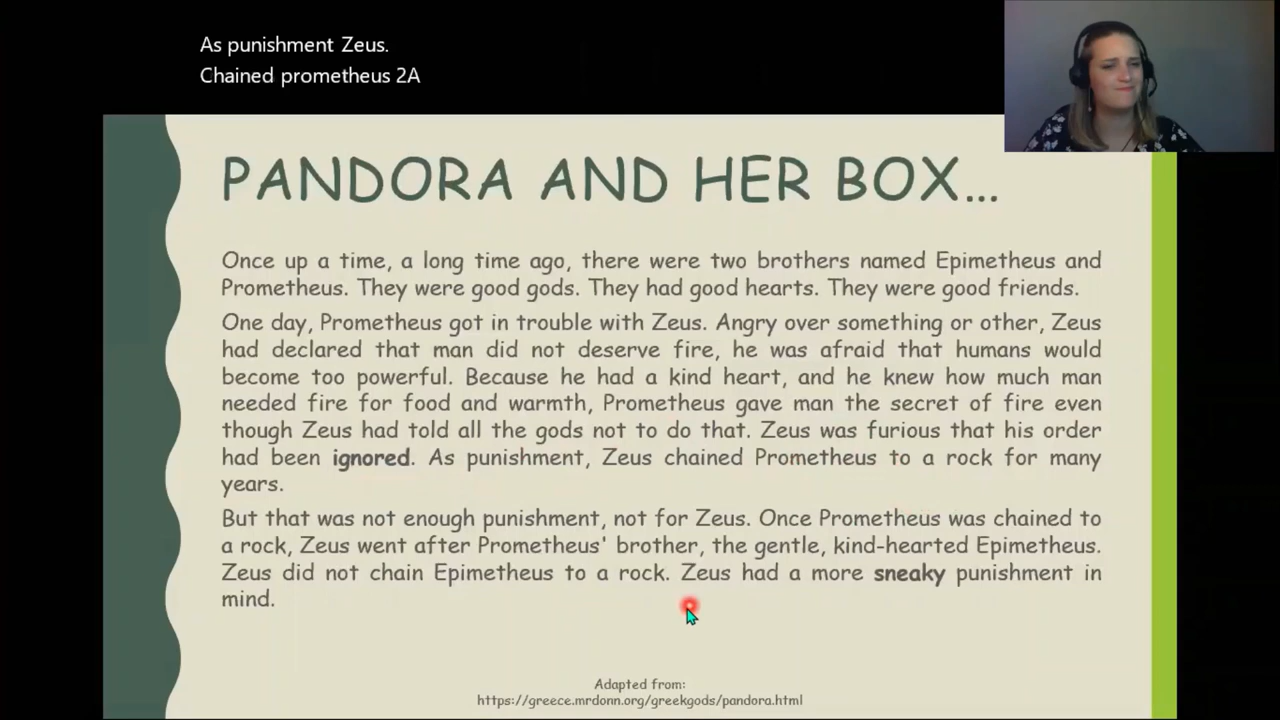 As punishment Zeus.
Chained prometheus 2A
PANDORA AND HER BOX...
Once up a time, a long time ago, there were two brothers named Epimetheus and
Prometheus. They were good gods. They had good hearts. They were good friends.
One day, Prometheus got in trouble with Zeus. Angry over something or other, Zeus
had declared that man did not deserve fire, he was afraid that humans would
become too powerful. Because he had a kind heart, and he knew how much man
needed fire for food and warmth, Prometheus gave man the secret of fire even
though Zeus had told all the gods not to do that. Zeus was furious that his order
had been ignored. As punishment, Zeus chained Prometheus to a rock for many
years.
But that was not enough punishment, not for Zeus. Once Prometheus was chained to
a rock, Zeus went after Prometheus' brother, the gentle, kind-hearted Epimetheus.
Zeus did not chain Epimetheus to a rock. Zeus had a more sneaky punishment in
mind.
Adapted from:
https://greece.mrdonn.org/greekgods/pandora.html